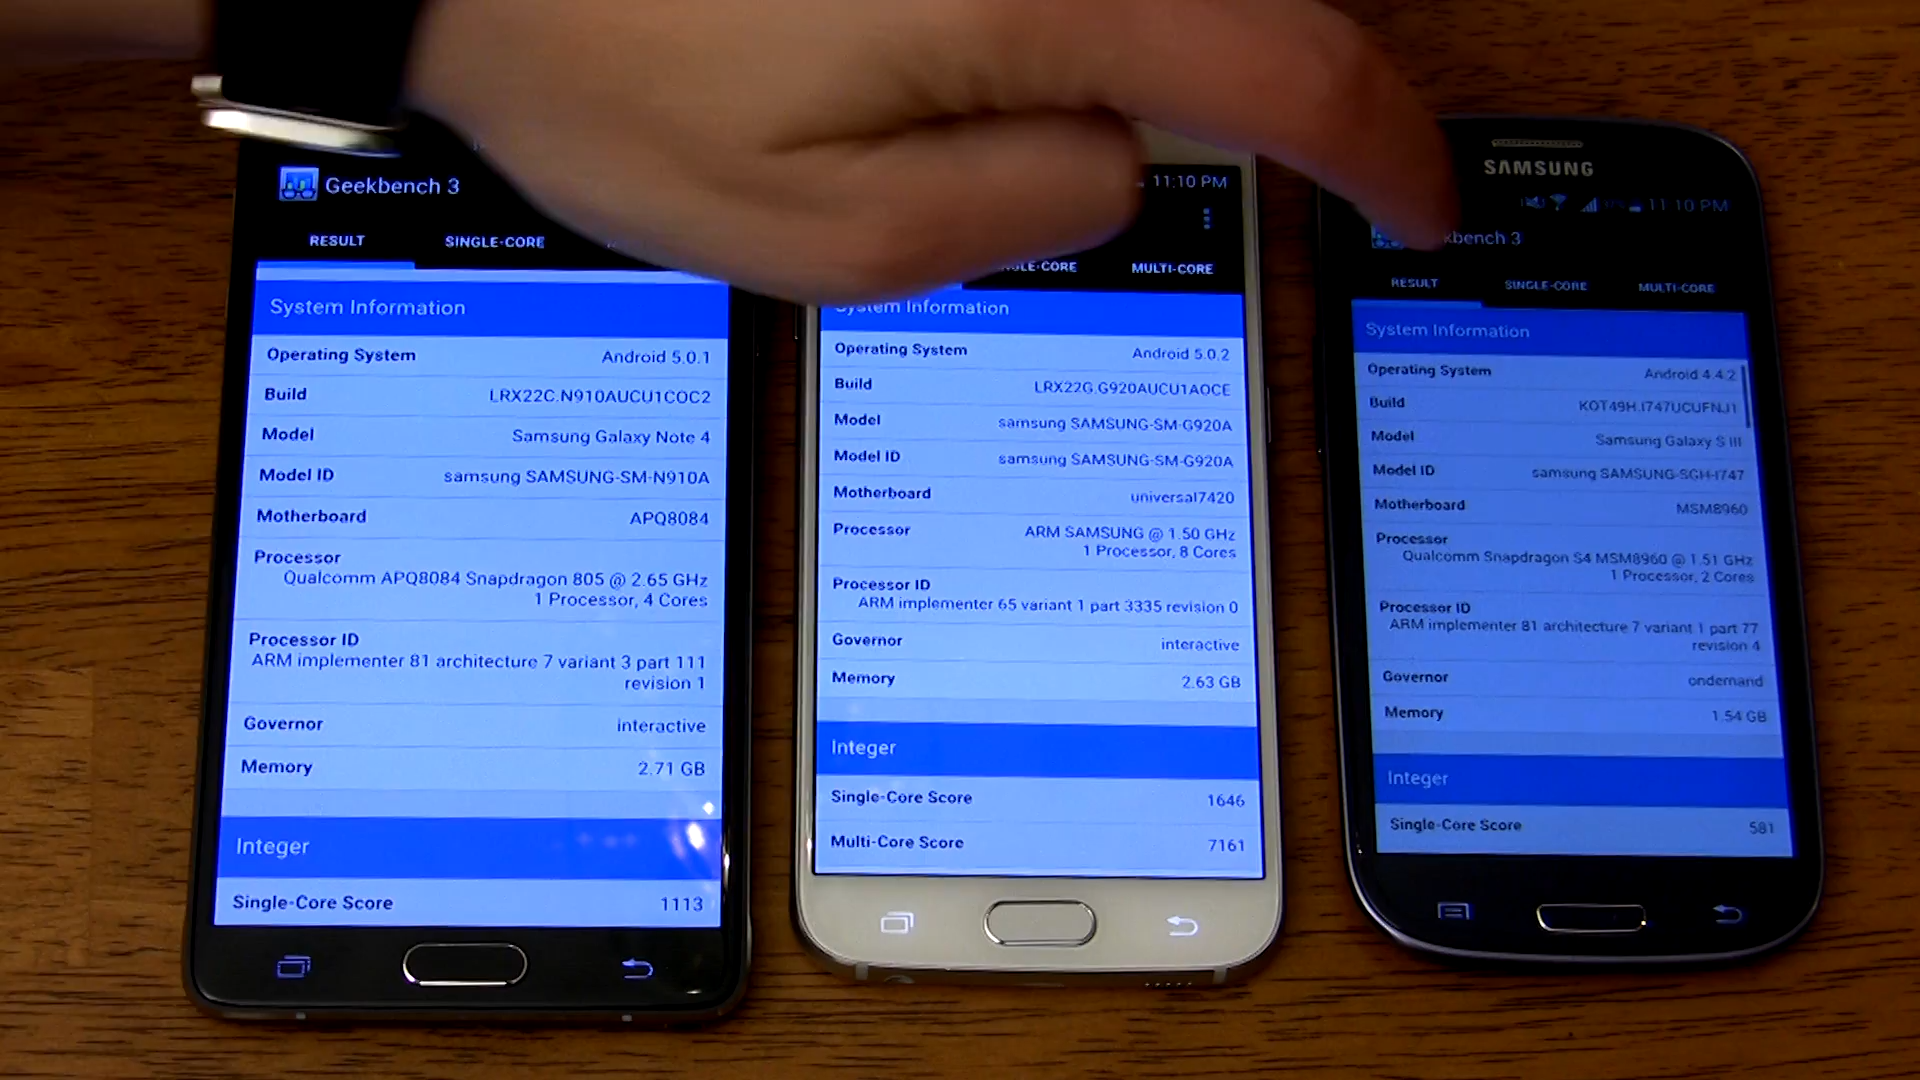 Geekbench 3
RESULT
SINGLE-CORE
System Information
Operating System Android 5.0.1
Build LRX22C.N910AUCU1COC2
Model Samsung Galaxy Note 4
Model ID samsung SAMSUNG-SM-N910A
Motherboard APQ8084
Processor
Qualcomm APQ8084 Snapdragon 805 @ 2.65 GHz
1 Processor, 4 Cores
Processor ID
ARM implementer 81 architecture 7 variant 3 part 111
revision 1
Governor interactive
Memory 2.71 GB
Integer
Single-Core Score 1113
11:10 PM
MULTI-CORE
System Information
Operating System Android 5.0.2
Build LRX22G.G920AUCU1AOCE
Model samsung SAMSUNG-SM-G920A
Model ID samsung SAMSUNG-SM-G920A
Motherboard universal7420
Processor ARM SAMSUNG @ 1.50 GHz
1 Processor, 8 Cores
Processor ID
ARM implementer 65 variant 1 part 3335 revision 0
Governor interactive
Memory 2.63 GB
Integer
Single-Core Score 1646
Multi-Core Score 7161
SAMSUNG
11:10 PM
kbench 3
RESULT
SINGLE-CORE
MULTI-CORE
System Information
Operating System Android 4.4.2
Build KOT49H.I747UCUFNJ1
Model Samsung Galaxy S III
Model ID samsung SAMSUNG-SGH-I747
Motherboard MSM8960
Processor
Qualcomm Snapdragon S4 MSM8960 @ 1.51 GHz
1 Processor, 2 Cores
Processor ID
ARM implementer 81 architecture 7 variant 1 part 77
revision 4
Governor ondemand
Memory 1.54 GB
Integer
Single-Core Score 581